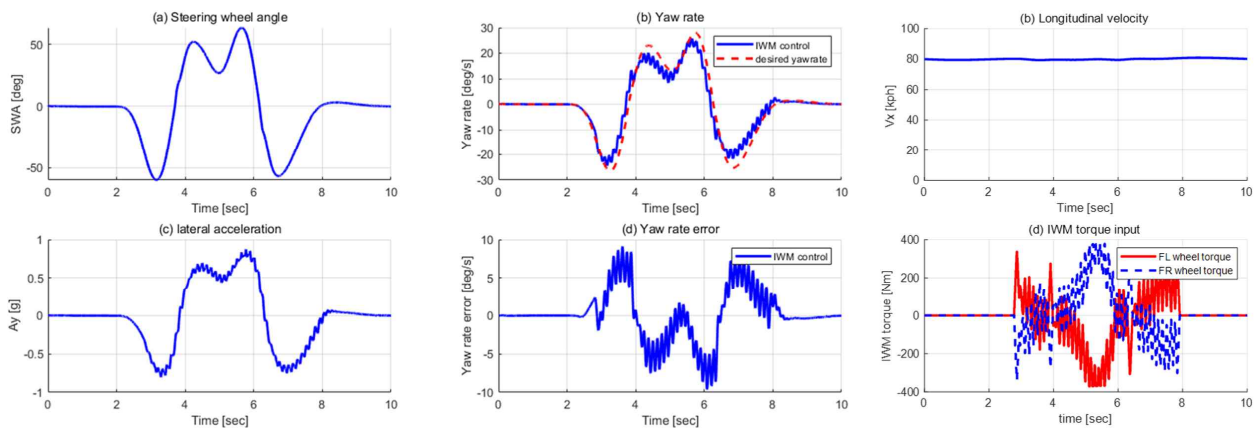 (a) Steering wheel angle
SWA [deg]
50
0
-50
0 2 4 6 8 10
Time [sec]
(b) Yaw rate
Yaw rate [deg/s]
30
20
10
0
-10
-20
-30
0 2 4 6 8 10
Time [sec]
IWM control
desired yawrate
(b) Longitudinal velocity
Vx [kph]
100
80
60
40
20
0
0 2 4 6 8 10
Time [sec]
(c) lateral acceleration
Ay [g]
1
0.5
0
-0.5
-1
0 2 4 6 8 10
Time [sec]
(d) Yaw rate error
Yaw rate error [deg/s]
10
5
0
-5
-10
0 2 4 6 8 10
Time [sec]
IWM control
(d) IWM torque input
IWM torque [Nm]
400
200
0
-200
-400
0 2 4 6 8 10
time [sec]
FL wheel torque
FR wheel torque